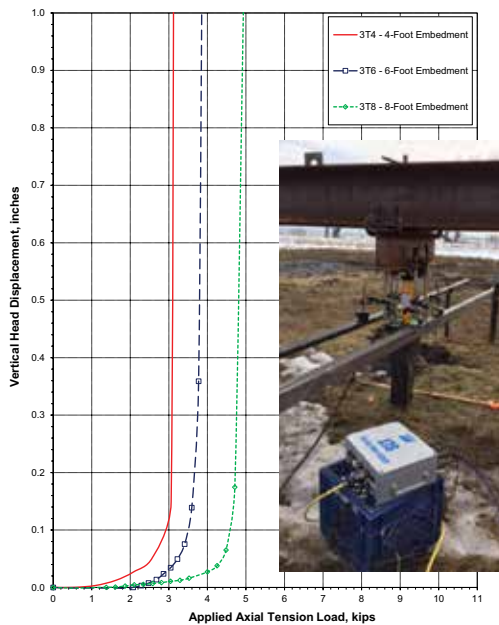 3T4 - 4-Foot Embedment
3T6 - 6-Foot Embedment
3T8 - 8-Foot Embedment
1.0
0.9
0.8
0.7
0.6
0.5
0.4
0.3
0.2
0.1
0.0
Vertical Head Displacement, inches
0 1 2 3 4 5 6 7 8 9 10 11
Applied Axial Tension Load, kips